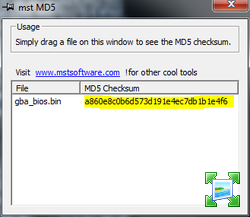 mst MD5
Usage
Simply drag a file on this window to see the MD5 checksum.
Visit www.mstsoftware.com !for other cool tools
File MD5 Checksum
gba_bios.bin a860e8c0b6d573d191e4ec7db1b1e4f6